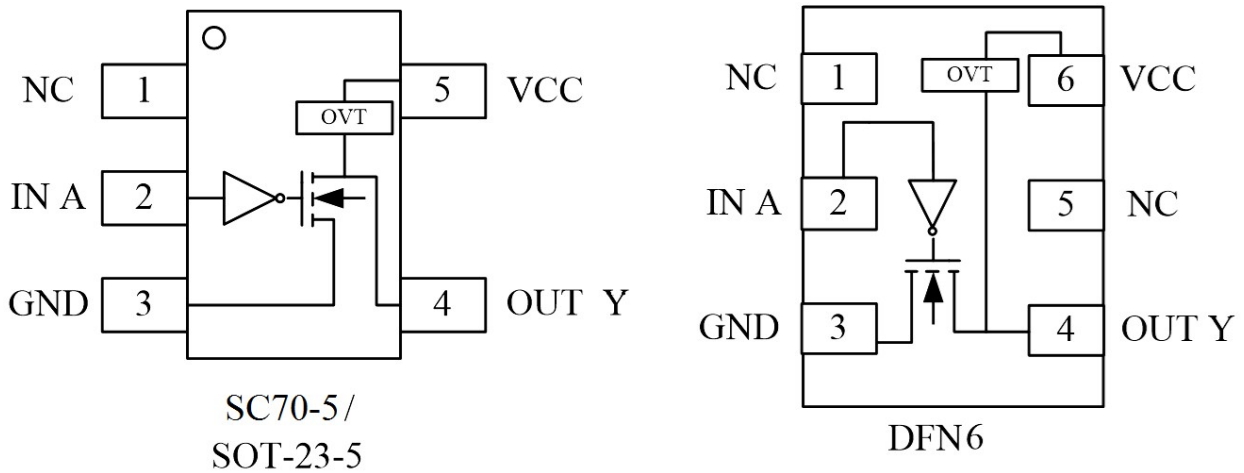 NC 1 5 VCC
OVT
IN A 2
GND 3 4 OUT Y
SC70-5/
SOT-23-5
NC 1 OVT 6 VCC
IN A 2 5 NC
GND 3 4 OUT Y
DFN6